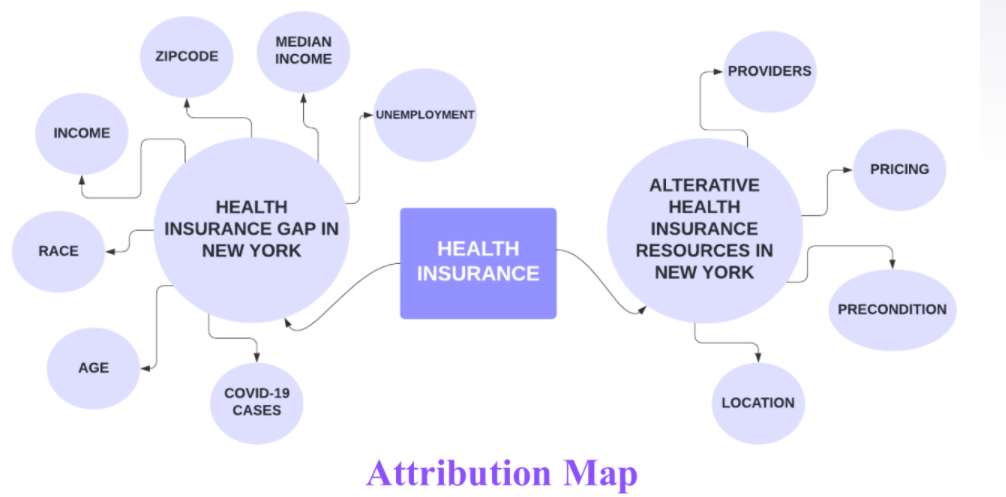 MEDIAN
INCOME
ZIPCODE
PROVIDERS
UNEMPLOYMENT
INCOME
PRICING
HEALTH
INSURANCE GAP IN
NEW YORK
ALTERATIVE
HEALTH
INSURANCE
RESOURCES IN
NEW YORK
HEALTH
INSURANCE
RACE
PRECONDITION
AGE
COVID-19
CASES
LOCATION
Attribution Map